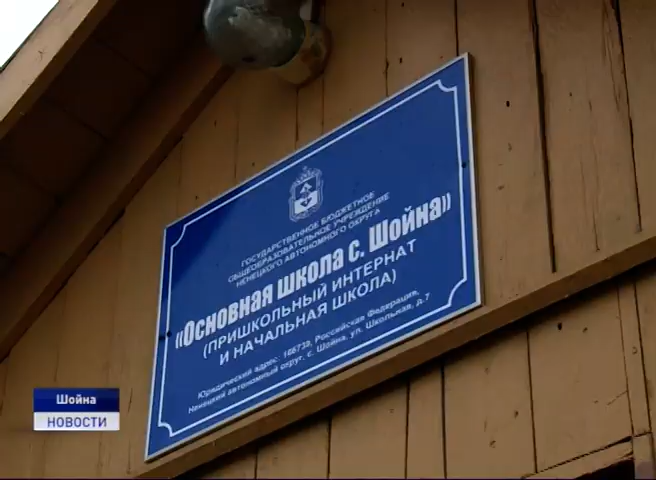 ГОСУДАРСТВЕННОЕ БЮДЖЕТНОЕ
ОБЩЕОБРАЗОВАТЕЛЬНОЕ УЧРЕЖДЕНИЕ
НЕНЕЦКОГО АВТОНОМНОГО ОКРУГА
«Основная школа с. Шойна»
(ПРИШКОЛЬНЫЙ ИНТЕРНАТ
И НАЧАЛЬНАЯ ШКОЛА)
Юридический адрес: 166739, Российская Федерация,
Ненецкий автономный округ, с. Шойна, ул. Школьная, д.7
Шойна
НОВОСТИ